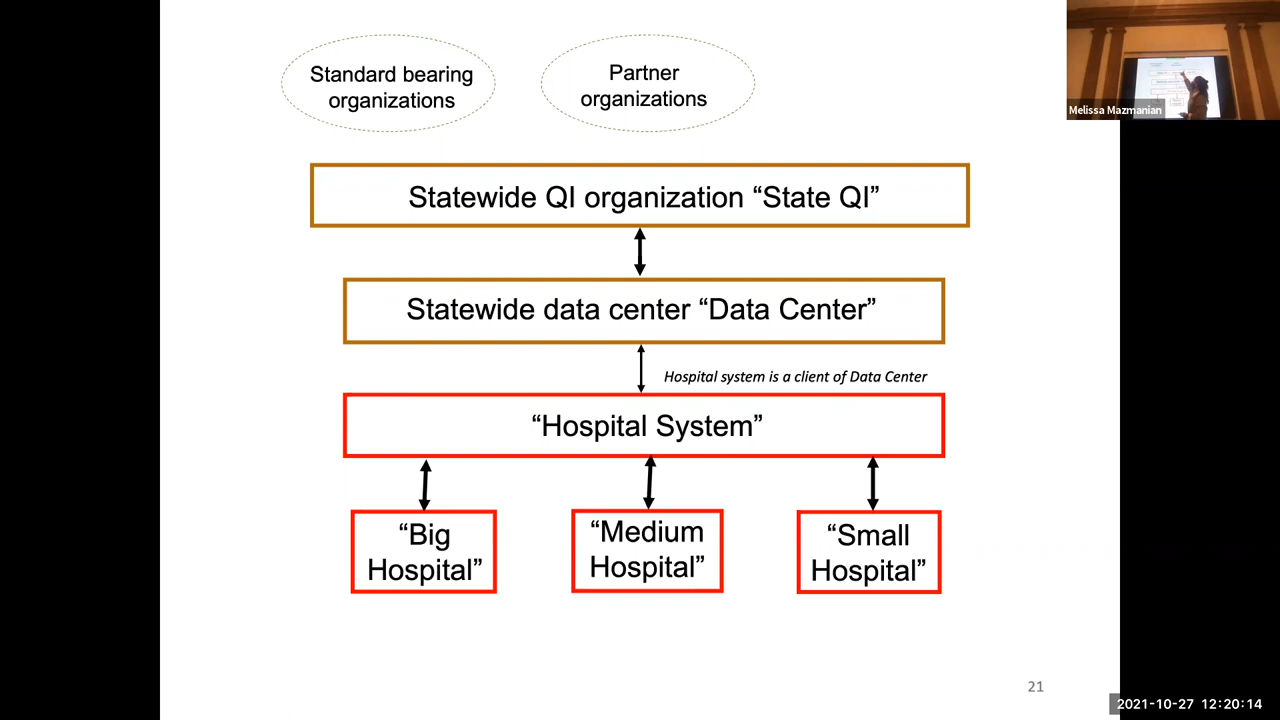 Standard bearing
organizations
Partner
organizations
Statewide QI organization “State QI”
Statewide data center “Data Center”
Hospital system is a client of Data Center
“Hospital System”
“Big
Hospital”
“Medium
Hospital”
“Small
Hospital”
21
Melissa Mazmanian
2021-10-27 12:20:14